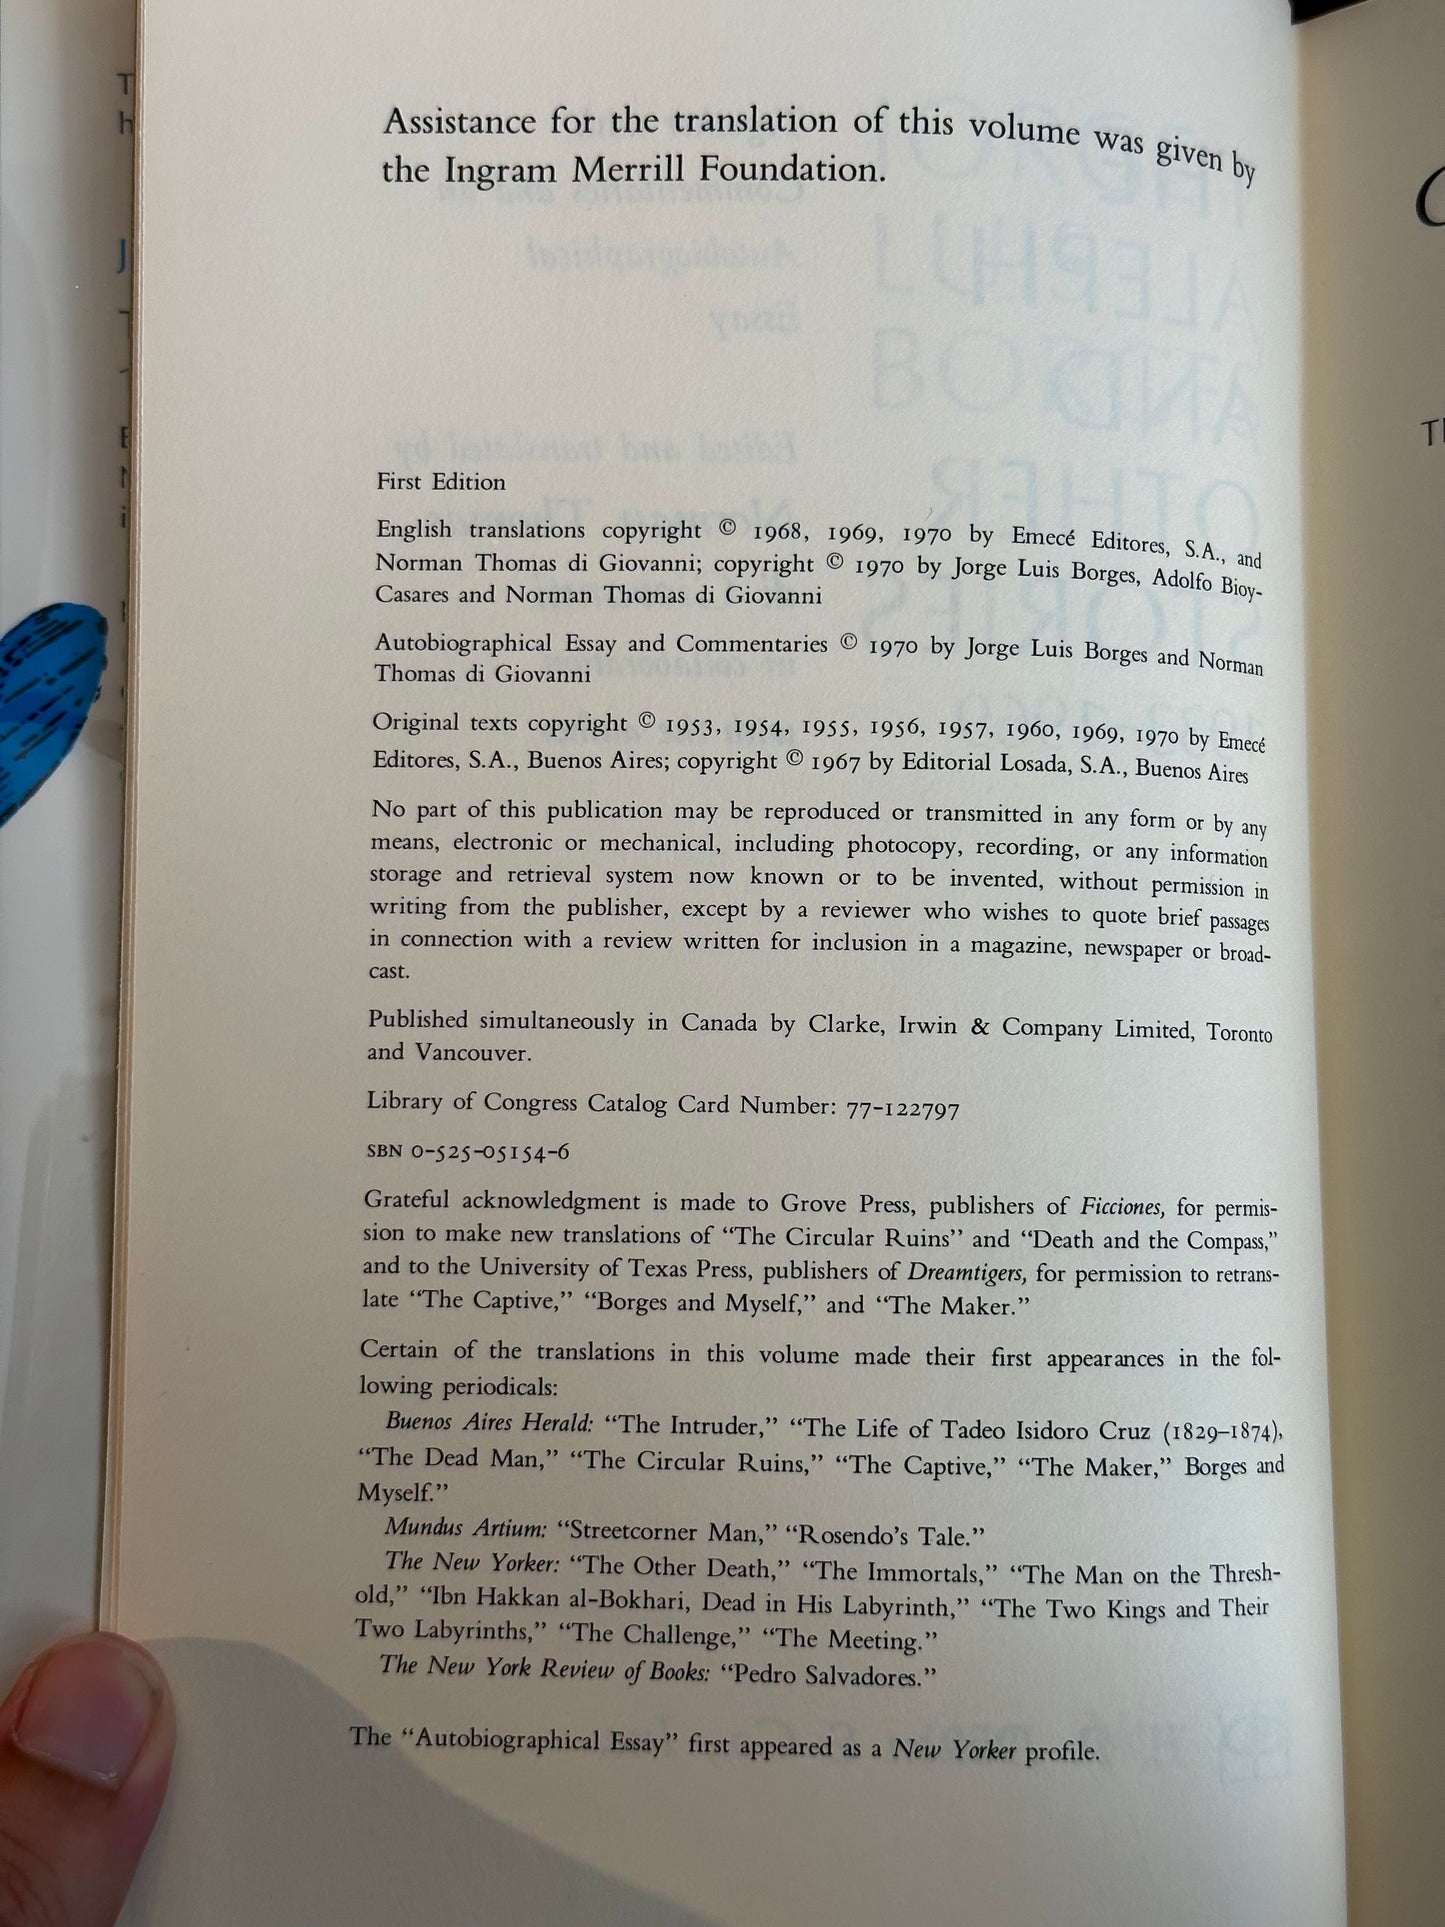 Assistance for the translation of this volume was given by
the Ingram Merrill Foundation.
First Edition
English translations copyright © 1968, 1969, 1970 by Emecé Editores, S.A., and
Norman Thomas di Giovanni; copyright © 1970 by Jorge Luis Borges, Adolfo Bioy-
Casares and Norman Thomas di Giovanni
Autobiographical Essay and Commentaries © 1970 by Jorge Luis Borges and Norman
Thomas di Giovanni
Original texts copyright © 1953, 1954, 1955, 1956, 1957, 1960, 1969, 1970 by Emecé
Editores, S.A., Buenos Aires; copyright © 1967 by Editorial Losada, S.A., Buenos Aires
No part of this publication may be reproduced or transmitted in any form or by any
means, electronic or mechanical, including photocopy, recording, or any information
storage and retrieval system now known or to be invented, without permission in
writing from the publisher, except by a reviewer who wishes to quote brief passages
in connection with a review written for inclusion in a magazine, newspaper or broad-
cast.
Published simultaneously in Canada by Clarke, Irwin & Company Limited, Toronto
and Vancouver.
Library of Congress Catalog Card Number: 77-122797
SBN 0-525-05154-6
Grateful acknowledgment is made to Grove Press, publishers of Ficciones, for permis-
sion to make new translations of “The Circular Ruins” and “Death and the Compass,”
and to the University of Texas Press, publishers of Dreamtigers, for permission to retrans-
late “The Captive,” “Borges and Myself,” and “The Maker.”
Certain of the translations in this volume made their first appearances in the fol-
lowing periodicals:
Buenos Aires Herald: “The Intruder,” “The Life of Tadeo Isidoro Cruz (1829–1874),
“The Dead Man,” “The Circular Ruins,” “The Captive,” “The Maker,” Borges and
Myself.”
Mundus Artium: “Streetcorner Man,” “Rosendo’s Tale.”
The New Yorker: “The Other Death,” “The Immortals,” “The Man on the Thresh-
old,” “Ibn Hakkan al-Bokhari, Dead in His Labyrinth,” “The Two Kings and Their
Two Labyrinths,” “The Challenge,” “The Meeting.”
The New York Review of Books: “Pedro Salvadores.”
The “Autobiographical Essay” first appeared as a New Yorker profile.